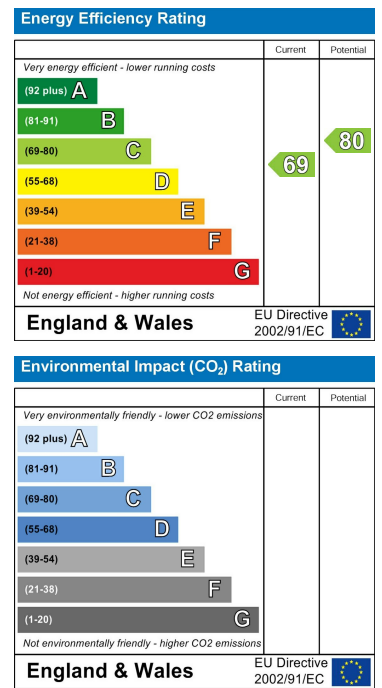 Energy Efficiency Rating
Current Potential
Very energy efficient - lower running costs
(92 plus) A
(81-91) B
(69-80) C
(55-68) D
(39-54) E
(21-38) F
(1-20) G
69
80
Not energy efficient - higher running costs
England & Wales
EU Directive
2002/91/EC
Environmental Impact (CO₂) Rating
Current Potential
Very environmentally friendly - lower CO2 emissions
(92 plus) A
(81-91) B
(69-80) C
(55-68) D
(39-54) E
(21-38) F
(1-20) G
Not environmentally friendly - higher CO2 emissions
England & Wales
EU Directive
2002/91/EC